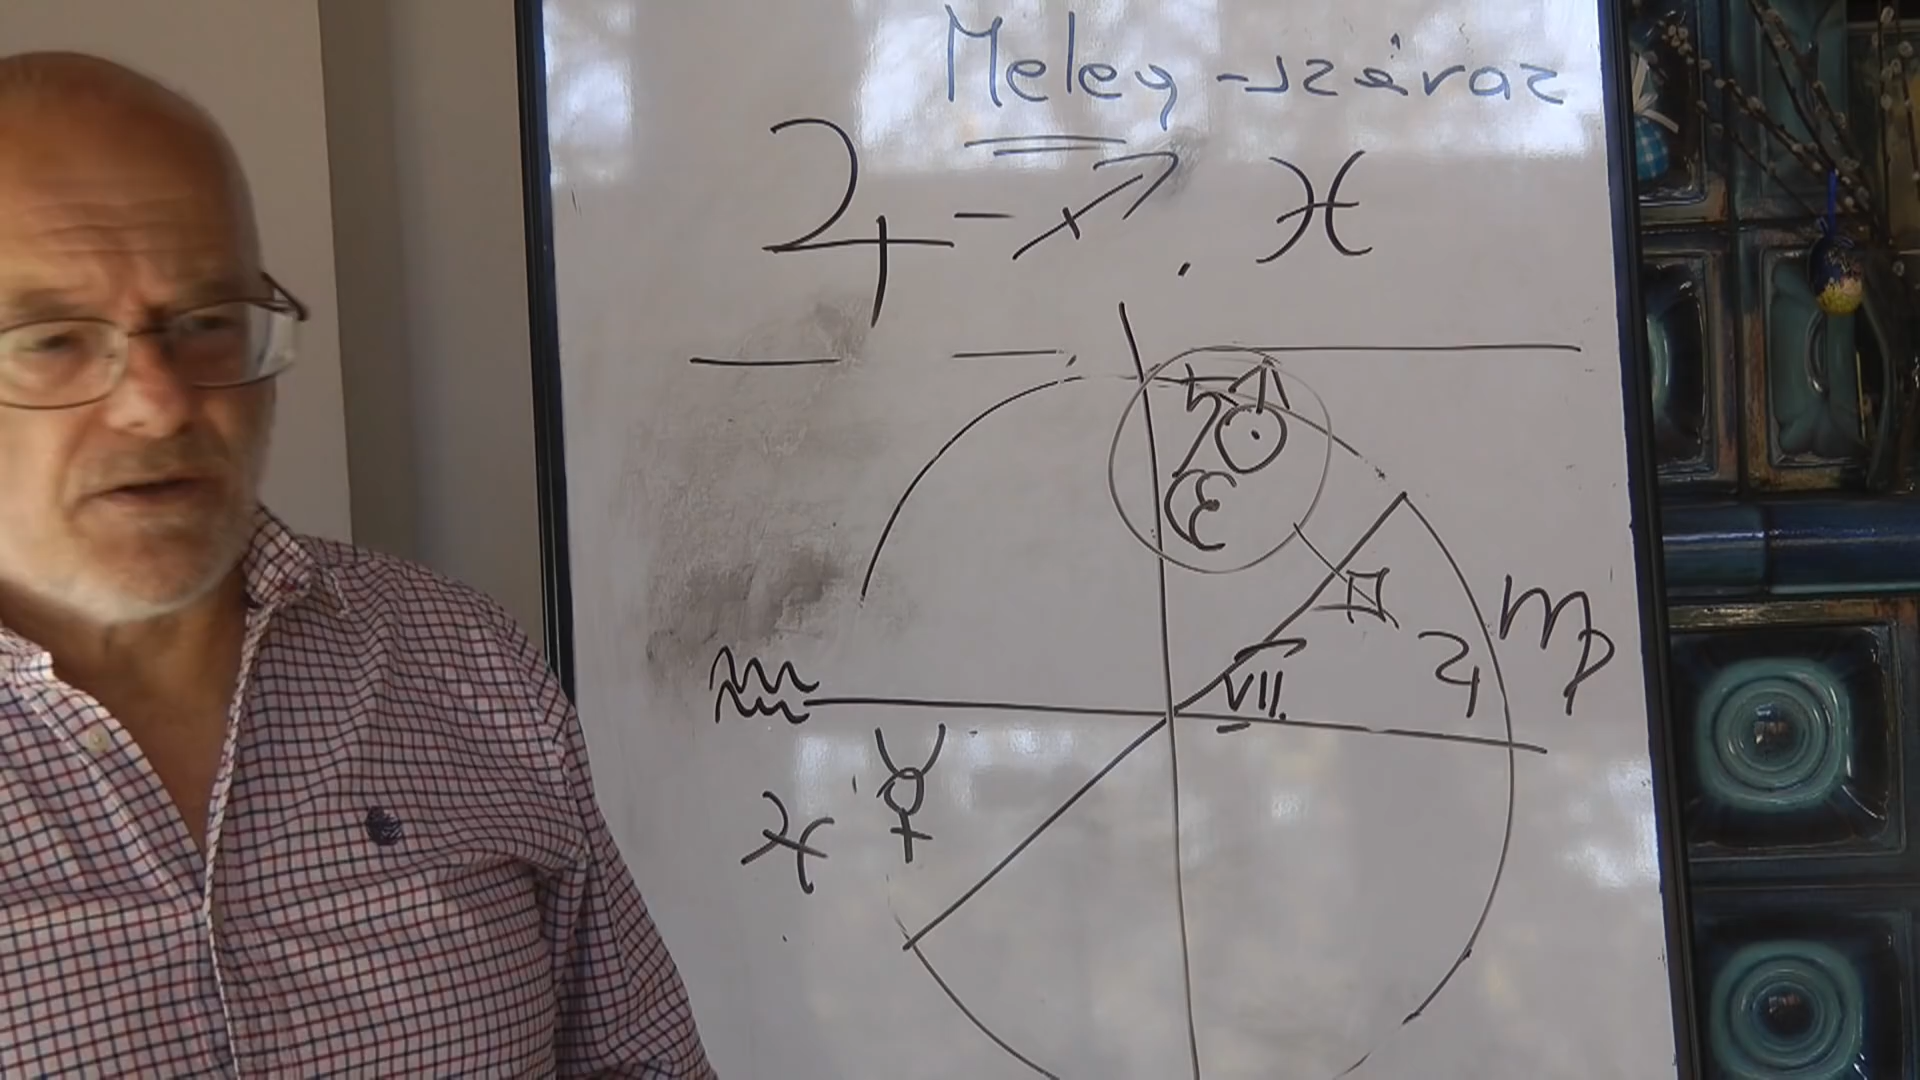 Meleg - száraz
♃ - ♐ . ♓
♄ ☉
☾
♍
♒ VII. ♃
☿